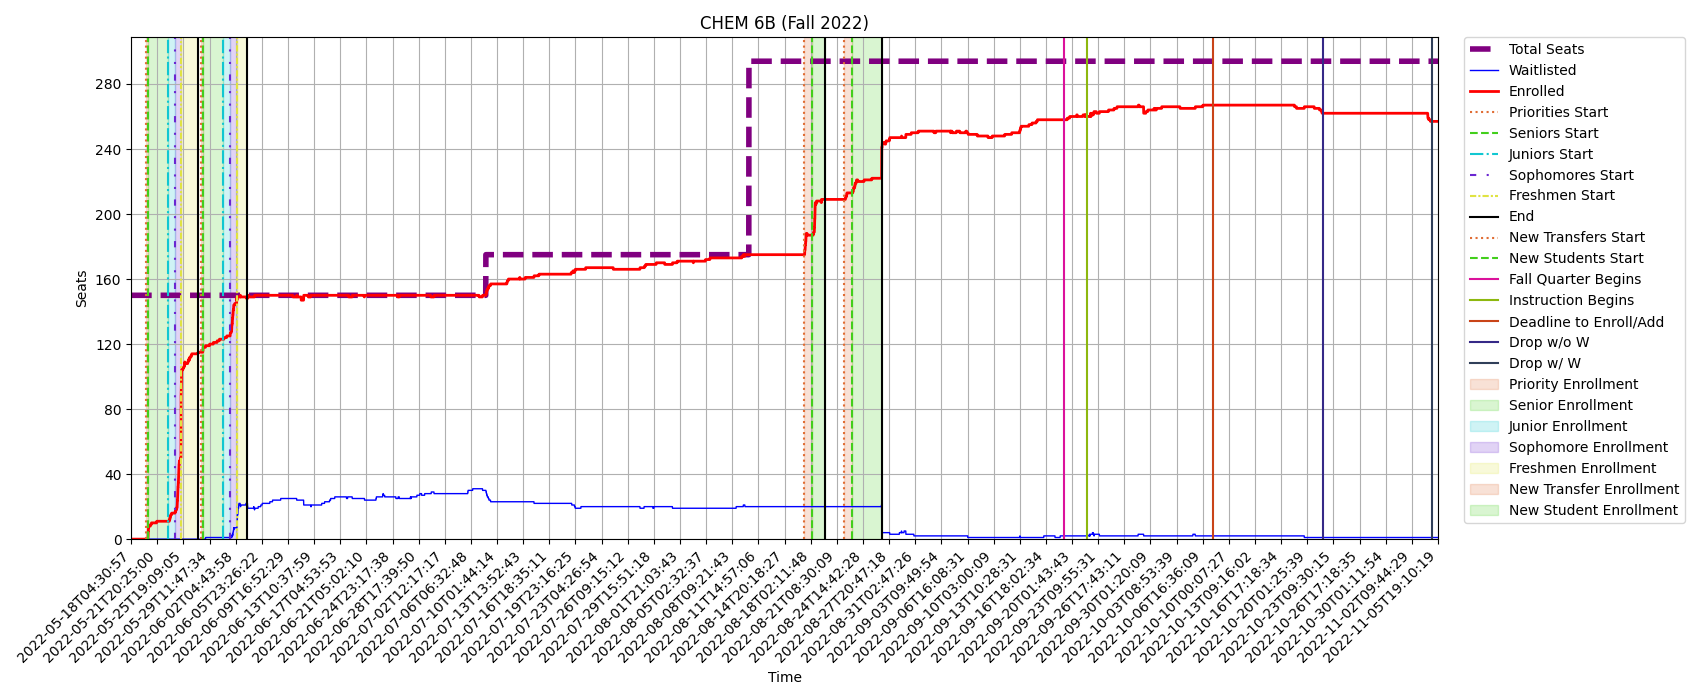 CHEM 6B (Fall 2022)
Seats
280
240
200
160
120
80
40
0
2022-05-18T04:30:57
2022-05-21T20:25:00
2022-05-25T19:09:05
2022-05-29T11:47:34
2022-06-02T04:43:58
2022-06-05T23:26:22
2022-06-09T16:52:29
2022-06-13T10:37:59
2022-06-17T04:53:53
2022-06-21T05:02:10
2022-06-24T23:17:38
2022-06-28T17:39:50
2022-07-02T12:17:17
2022-07-06T06:32:48
2022-07-10T01:44:14
2022-07-13T13:52:43
2022-07-16T18:35:11
2022-07-19T23:16:25
2022-07-23T04:26:54
2022-07-26T09:15:12
2022-07-29T15:51:18
2022-08-01T21:03:43
2022-08-05T02:32:37
2022-08-08T09:21:43
2022-08-11T14:57:06
2022-08-14T20:18:27
2022-08-18T02:11:48
2022-08-21T08:30:09
2022-08-24T14:42:28
2022-08-27T20:47:18
2022-08-31T02:47:26
2022-09-03T09:49:54
2022-09-06T16:08:31
2022-09-10T03:00:09
2022-09-13T10:28:31
2022-09-16T18:02:34
2022-09-20T01:43:43
2022-09-23T09:55:31
2022-09-26T17:43:11
2022-09-30T01:20:09
2022-10-03T08:53:39
2022-10-06T16:36:09
2022-10-10T00:07:27
2022-10-13T09:16:02
2022-10-16T17:18:34
2022-10-20T01:25:39
2022-10-23T09:30:15
2022-10-26T17:18:35
2022-10-30T01:11:54
2022-11-02T09:44:29
2022-11-05T19:10:19
Time
Total Seats
Waitlisted
Enrolled
Priorities Start
Seniors Start
Juniors Start
Sophomores Start
Freshmen Start
End
New Transfers Start
New Students Start
Fall Quarter Begins
Instruction Begins
Deadline to Enroll/Add
Drop w/o W
Drop w/ W
Priority Enrollment
Senior Enrollment
Junior Enrollment
Sophomore Enrollment
Freshmen Enrollment
New Transfer Enrollment
New Student Enrollment